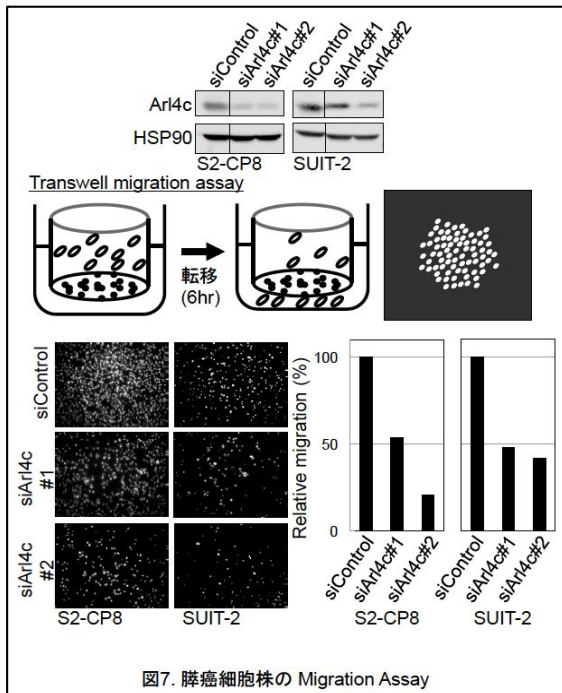 siControl siArl4c#1 siArl4c#2 siControl siArl4c#1 siArl4c#2
Arl4c
HSP90
S2-CP8 SUIT-2
Transwell migration assay
転移
(6hr)
siControl
siArl4c
#1
siArl4c
#2
S2-CP8 SUIT-2
Relative migration (%)
100
50
0
siControl siArl4c#1 siArl4c#2 siControl siArl4c#1 siArl4c#2
S2-CP8 SUIT-2
図7. 膵癌細胞株の Migration Assay